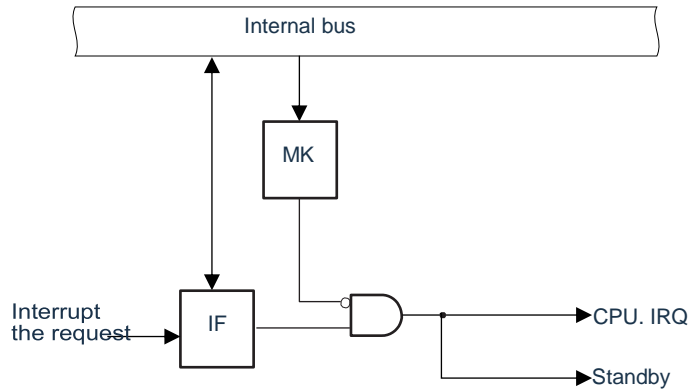 Internal bus
MK
Interrupt
the request
IF
CPU. IRQ
Standby